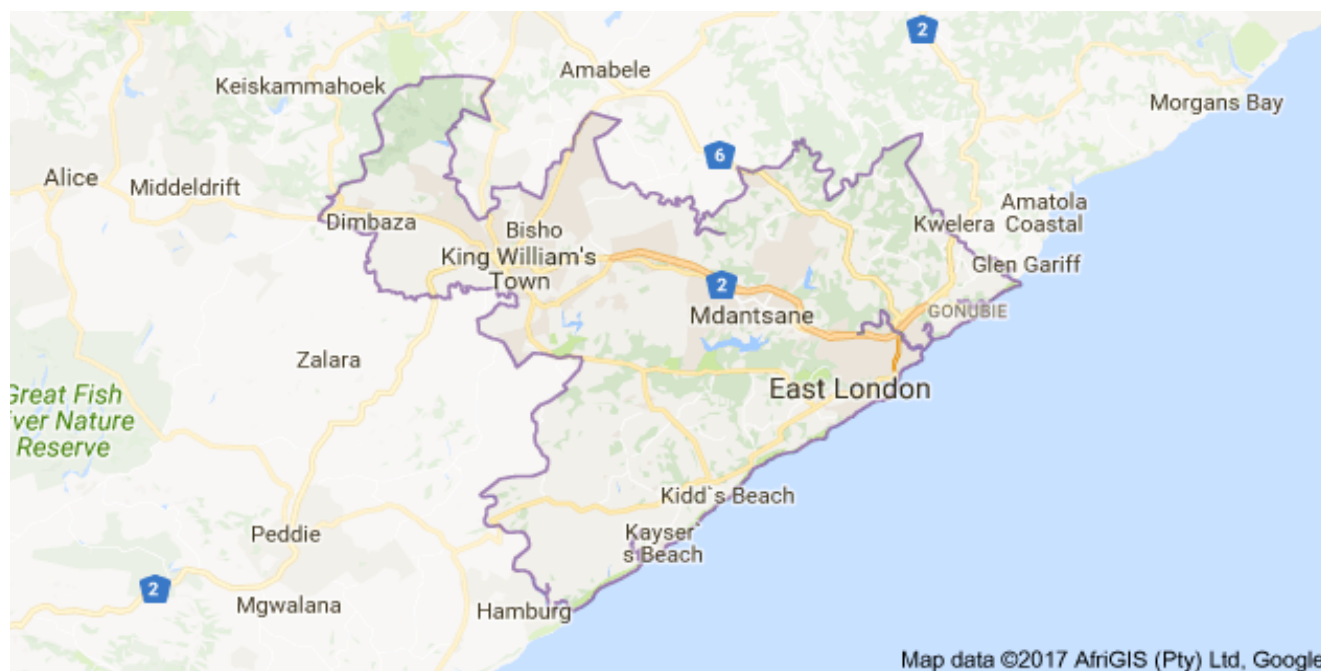 2
Keiskammahoek
Amabele
Morgans Bay
6
Alice
Middeldrift
Dimbaza
Bisho
King William's
Town
Amatola
Kwelera Coastal
Glen Gariff
2
Mdantsane
GONUBIE
Zalara
East London
Great Fish
ver Nature
Reserve
Kidd`s Beach
Kayser`
s Beach
Peddie
2
Mgwalana
Hamburg
Map data ©2017 AfriGIS (Pty) Ltd, Google